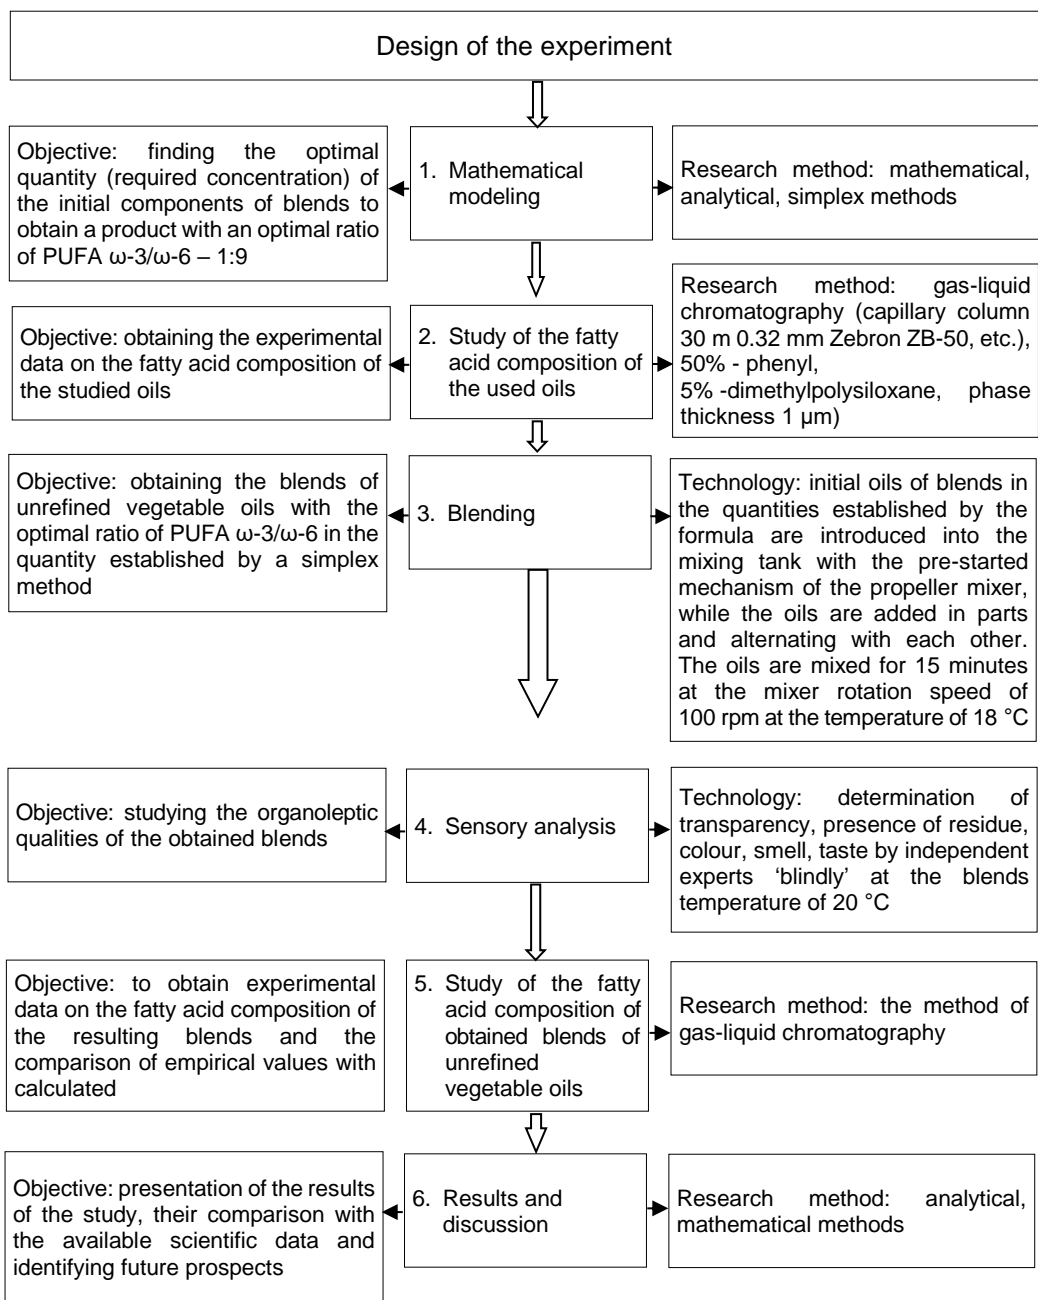 Design of the experiment
Objective: finding the optimal
quantity (required concentration) of
the initial components of blends to
obtain a product with an optimal ratio
of PUFA ω-3/ω-6 – 1:9
1. Mathematical
modeling
Research method: mathematical,
analytical, simplex methods
Objective: obtaining the experimental
data on the fatty acid composition of
the studied oils
2. Study of the fatty
acid composition of
the used oils
Research method: gas-liquid
chromatography (capillary column
30 m 0.32 mm Zebron ZB-50, etc.),
50% - phenyl,
5% -dimethylpolysiloxane, phase
thickness 1 μm)
Objective: obtaining the blends of
unrefined vegetable oils with the
optimal ratio of PUFA ω-3/ω-6 in the
quantity established by a simplex
method
3. Blending
Technology: initial oils of blends in
the quantities established by the
formula are introduced into the
mixing tank with the pre-started
mechanism of the propeller mixer,
while the oils are added in parts
and alternating with each other.
The oils are mixed for 15 minutes
at the mixer rotation speed of
100 rpm at the temperature of 18 °C
Objective: studying the organoleptic
qualities of the obtained blends
4. Sensory analysis
Technology: determination of
transparency, presence of residue,
colour, smell, taste by independent
experts ‘blindly’ at the blends
temperature of 20 °C
Objective: to obtain experimental
data on the fatty acid composition of
the resulting blends and the
comparison of empirical values with
calculated
5. Study of the fatty
acid composition of
obtained blends of
unrefined
vegetable oils
Research method: the method of
gas-liquid chromatography
Objective: presentation of the results
of the study, their comparison with
the available scientific data and
identifying future prospects
6. Results and
discussion
Research method: analytical,
mathematical methods